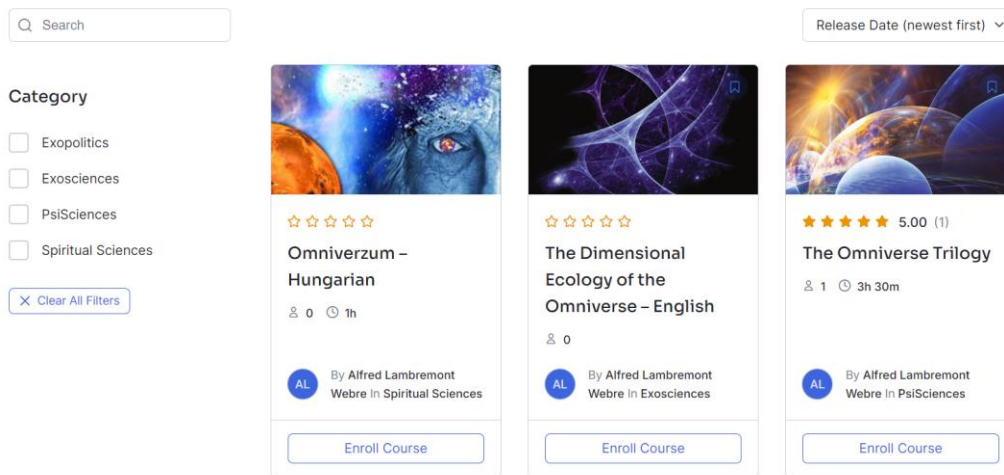 Search
Release Date (newest first)
Category
Exopolitics
Exosciences
PsiSciences
Spiritual Sciences
Clear All Filters
Omniverzum –
Hungarian
0 1h
AL
By Alfred Lambremont
Webre In Spiritual Sciences
Enroll Course
The Dimensional
Ecology of the
Omniverse – English
0
AL
By Alfred Lambremont
Webre In Exosciences
Enroll Course
5.00 (1)
The Omniverse Trilogy
1 3h 30m
AL
By Alfred Lambremont
Webre In PsiSciences
Enroll Course